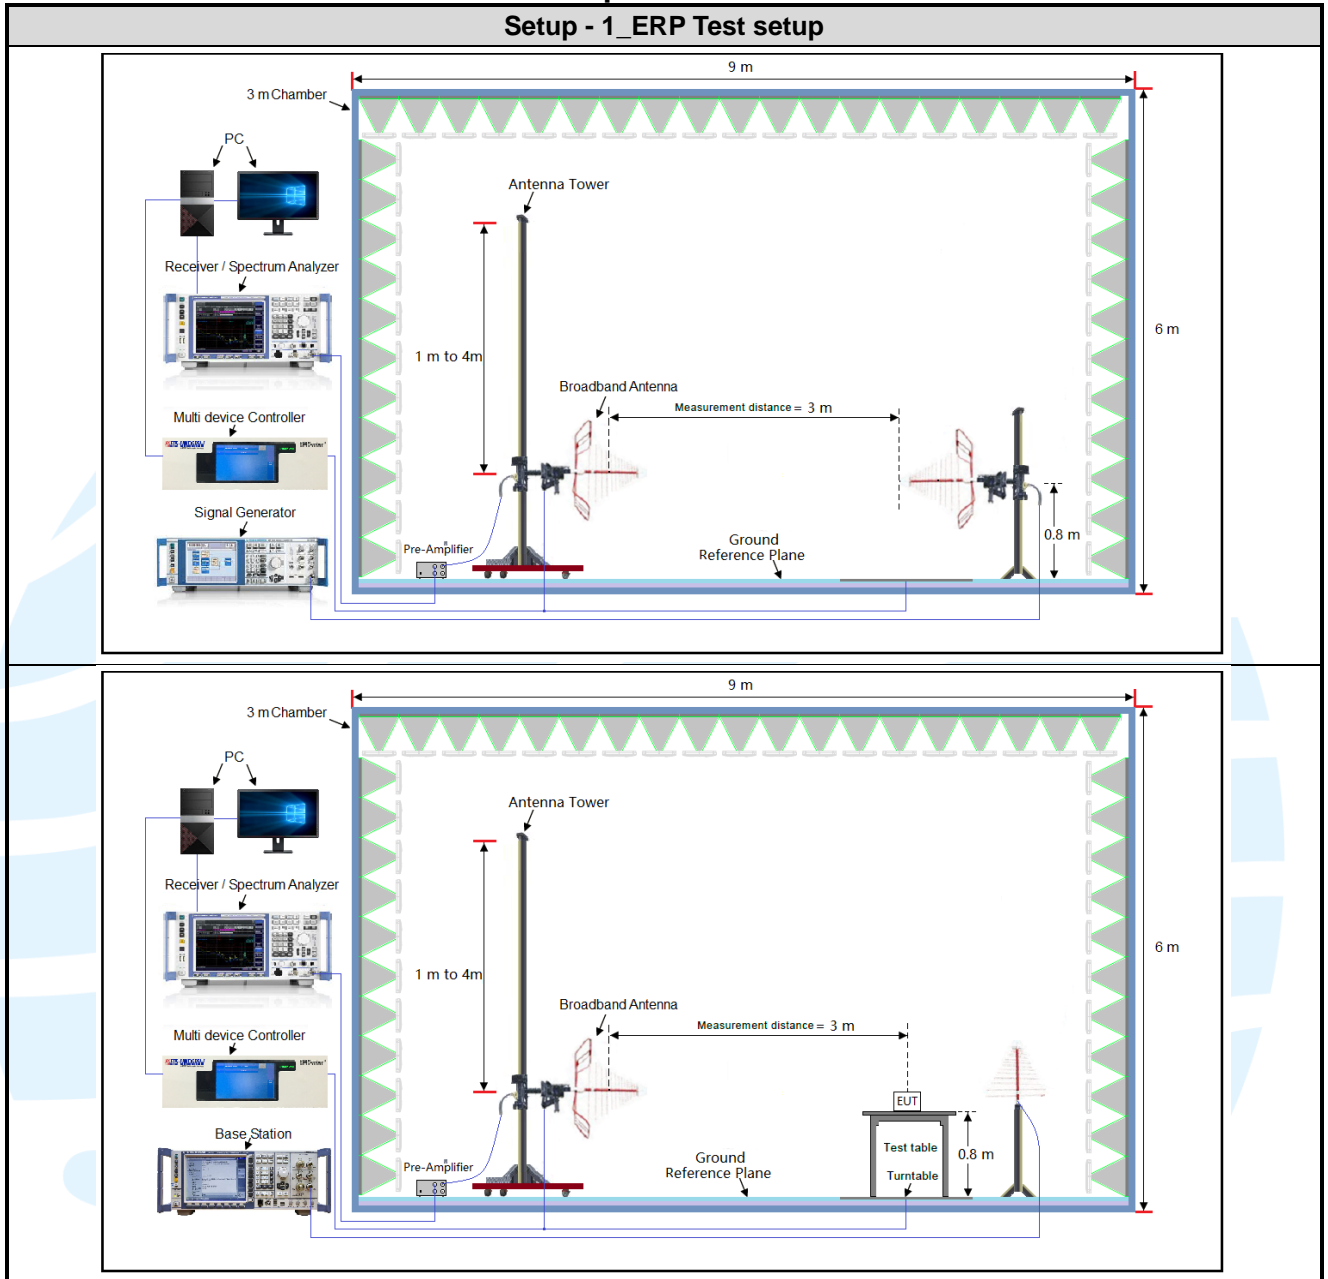 Setup - 1_ERP Test setup
9 m
3 m Chamber
PC
Antenna Tower
Receiver / Spectrum Analyzer
6 m
1 m to 4m
Broadband Antenna
Measurement distance = 3 m
Multi device Controller
Signal Generator
0.8 m
Ground
Reference Plane
Pre-Amplifier
9 m
3 m Chamber
PC
Antenna Tower
Receiver / Spectrum Analyzer
6 m
1 m to 4m
Broadband Antenna
Measurement distance = 3 m
Multi device Controller
EUT
Base Station
Test table
0.8 m
Ground
Reference Plane
Pre-Amplifier
Turntable